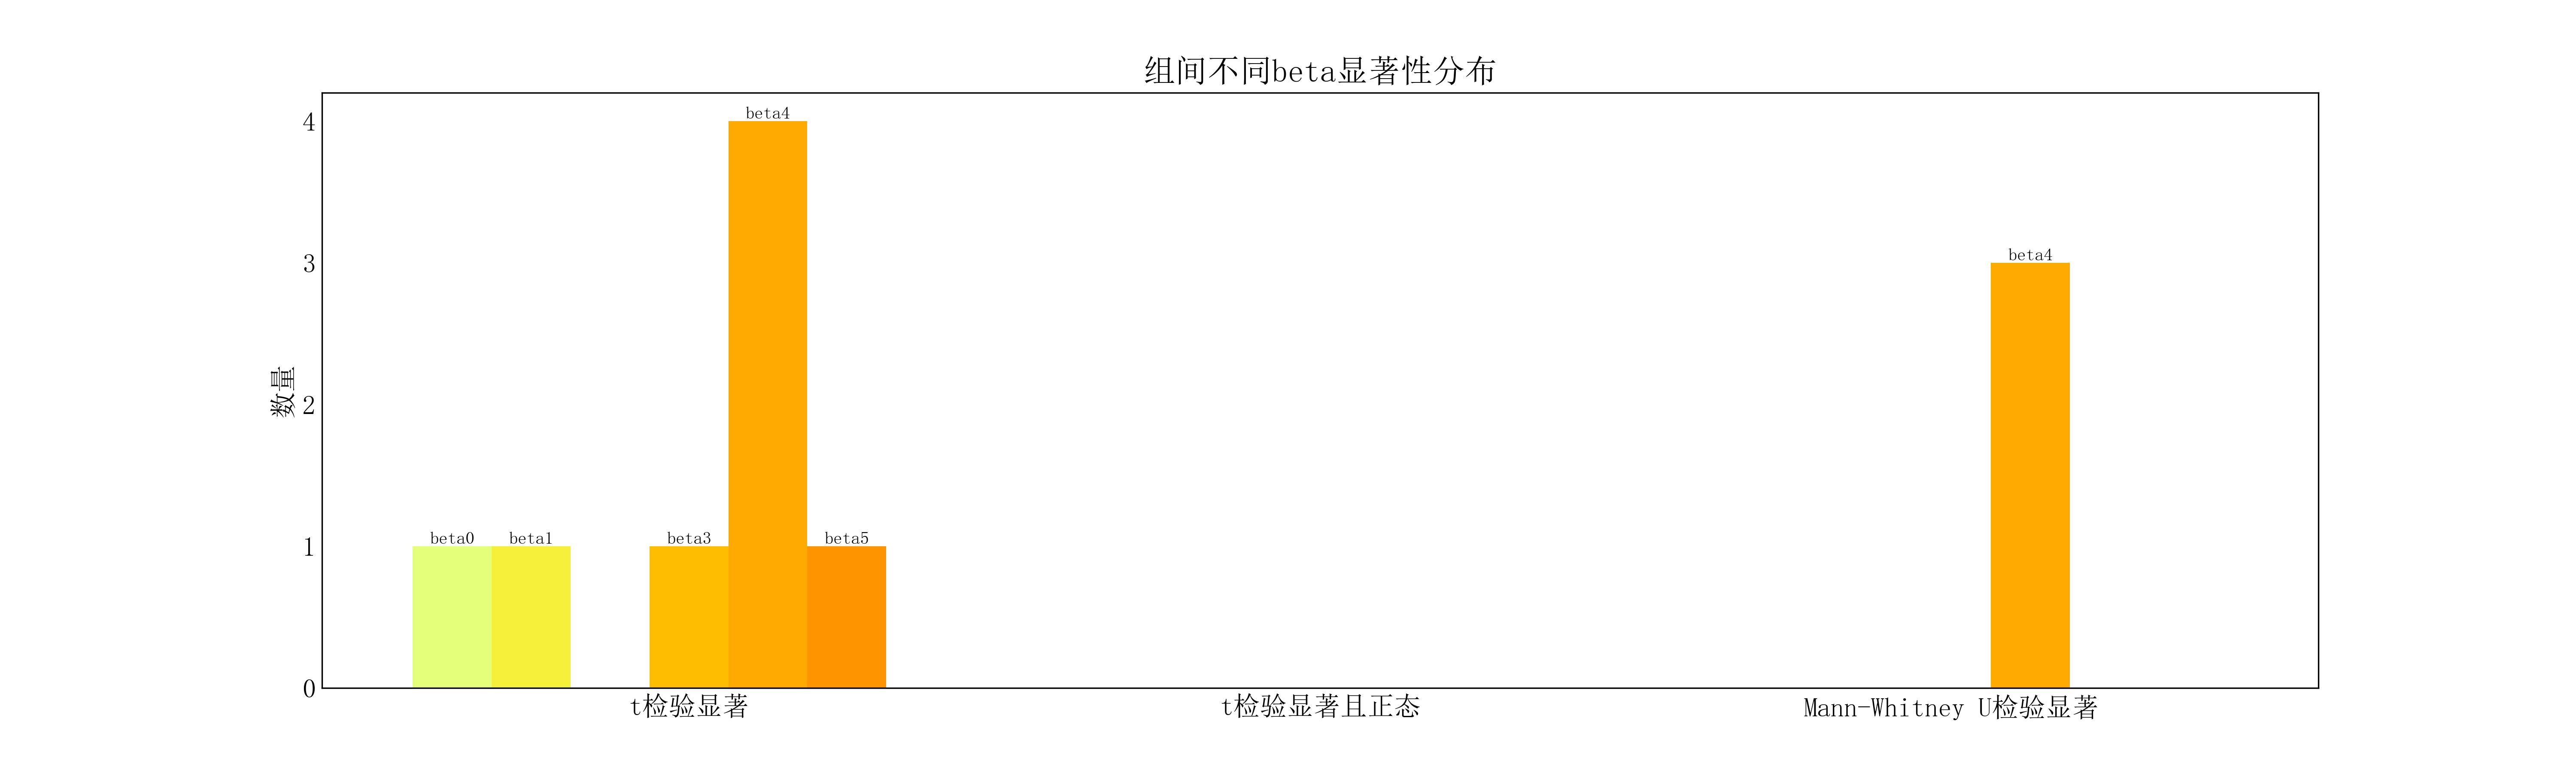 组间不同beta显著性分布
数量
4
3
2
1
0
beta0
beta1
beta3
beta4
beta5
beta4
t检验显著
t检验显著且正态
Mann-Whitney U检验显著